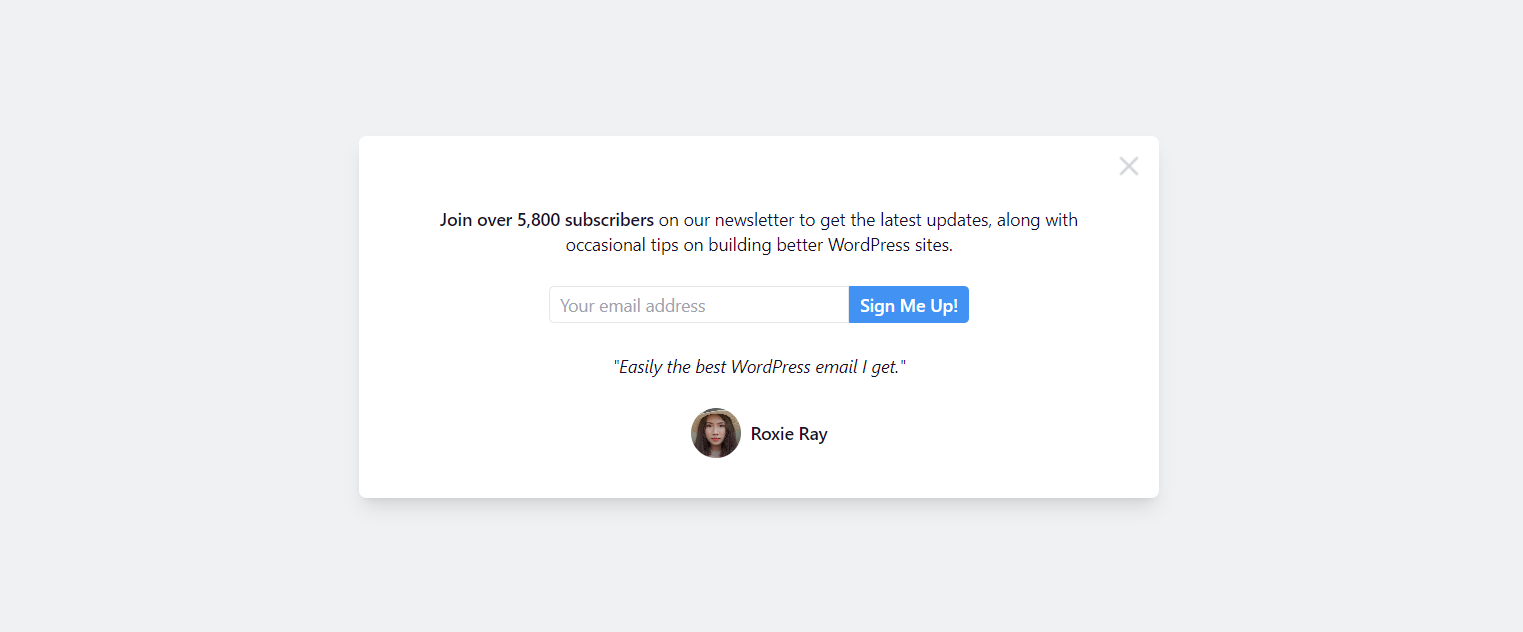 Join over 5,800 subscribers on our newsletter to get the latest updates, along with
occasional tips on building better WordPress sites.
Your email address
Sign Me Up!
"Easily the best WordPress email I get."
Roxie Ray